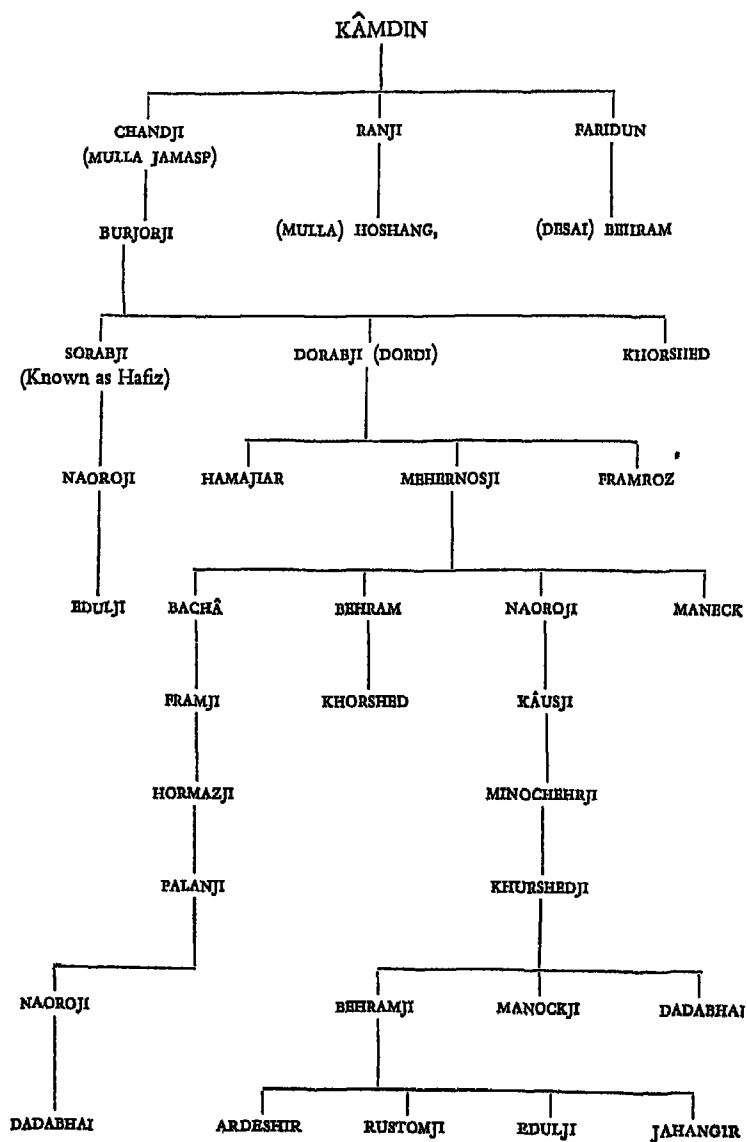 KÂMDIN
CHANDJI RANJI FARIDUN
(MULLA JAMASP)
BURJORJI (MULLA) HOSHANG, (DESAI) BEHRAM
SORABJI DORABJI (DORDI) KHORSHED
(Known as Hafiz)
NAOROJI HAMAJIAR MEHERNOSJI FRAMROZ
EDULJI BACHÂ BEHRAM NAOROJI MANECK
FRAMJI KHORSHED KÂUSJI
HORMAZJI MINOCHEHRJI
PALANJI KHURSHEDJI
NAOROJI BEHRAMJI MANOCKJI DADABHAI
DADABHAI ARDESHIR RUSTOMJI EDULJI JAHANGIR